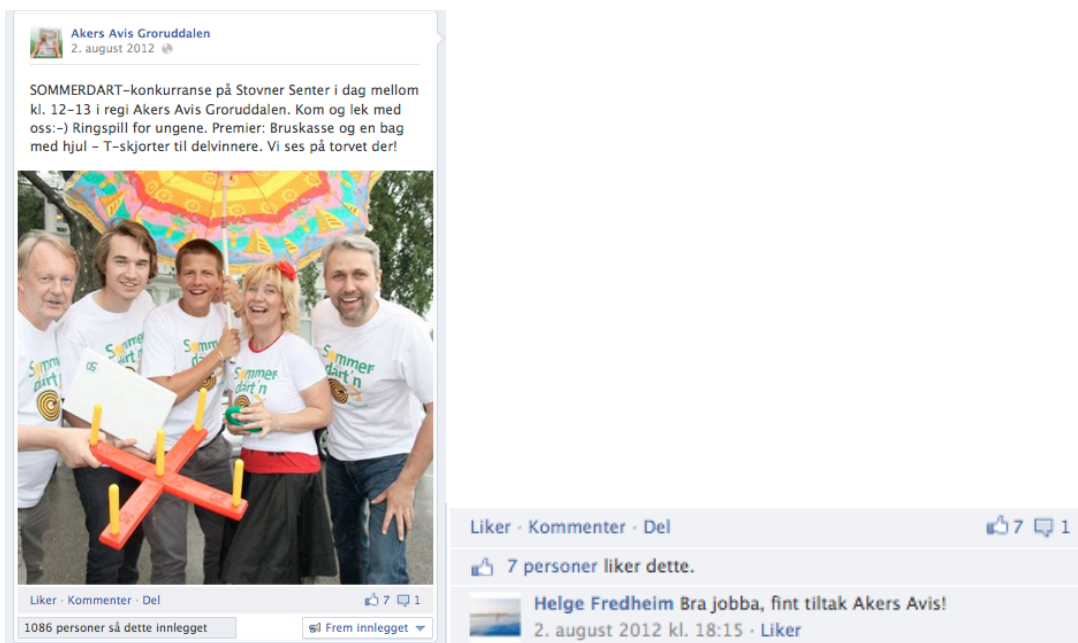 Akers Avis Groruddalen
2. august 2012
SOMMERDART-konkurranse på Stovner Senter i dag mellom
kl. 12-13 i regi Akers Avis Groruddalen. Kom og lek med
oss:-) Ringspill for ungene. Premier: Bruskasse og en bag
med hjul - T-skjorter til delvinnere. Vi ses på torvet der!
Sommer
dart'n
Sommer
dart'n
Liker · Kommenter · Del 7 1
1086 personer så dette innlegget Frem innlegget
Liker · Kommenter · Del 7 1
7 personer liker dette.
Helge Fredheim Bra jobba, fint tiltak Akers Avis!
2. august 2012 kl. 18:15 · Liker